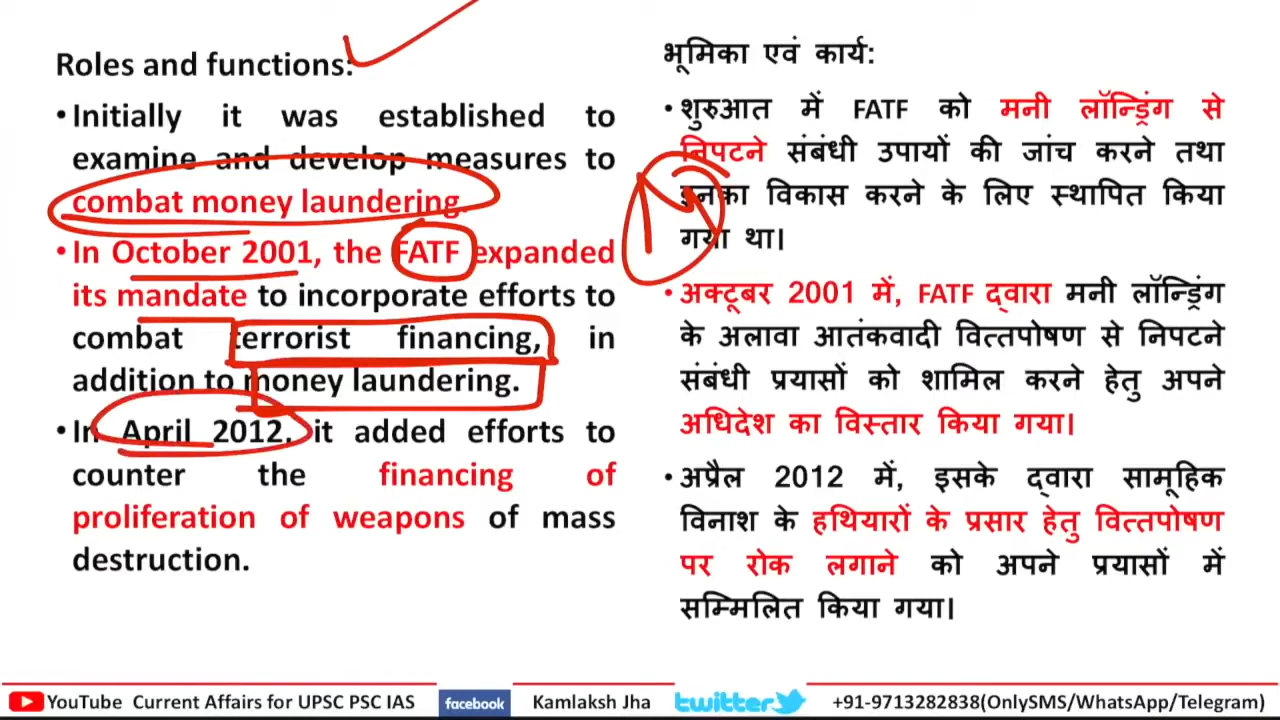 Roles and functions:
•Initially it was established to
examine and develop measures to
combat money laundering.
•In October 2001, the FATF expanded
its mandate to incorporate efforts to
combat terrorist financing, in
addition to money laundering.
•In April 2012, it added efforts to
counter the financing of
proliferation of weapons of mass
destruction.
भूमिका एवं कार्य:
•शुरुआत में FATF को मनी लॉन्ड्रिंग से
निपटने संबंधी उपायों की जांच करने तथा
इनका विकास करने के लिए स्थापित किया
गया था।
•अक्टूबर 2001 में, FATF द्वारा मनी लॉन्ड्रिंग
के अलावा आतंकवादी वित्तपोषण से निपटने
संबंधी प्रयासों को शामिल करने हेतु अपने
अधिदेश का विस्तार किया गया।
•अप्रैल 2012 में, इसके द्वारा सामूहिक
विनाश के हथियारों के प्रसार हेतु वित्तपोषण
पर रोक लगाने को अपने प्रयासों में
सम्मिलित किया गया।
YouTube Current Affairs for UPSC PSC IAS facebook Kamlaksh Jha twitter +91-9713282838(OnlySMS/WhatsApp/Telegram)